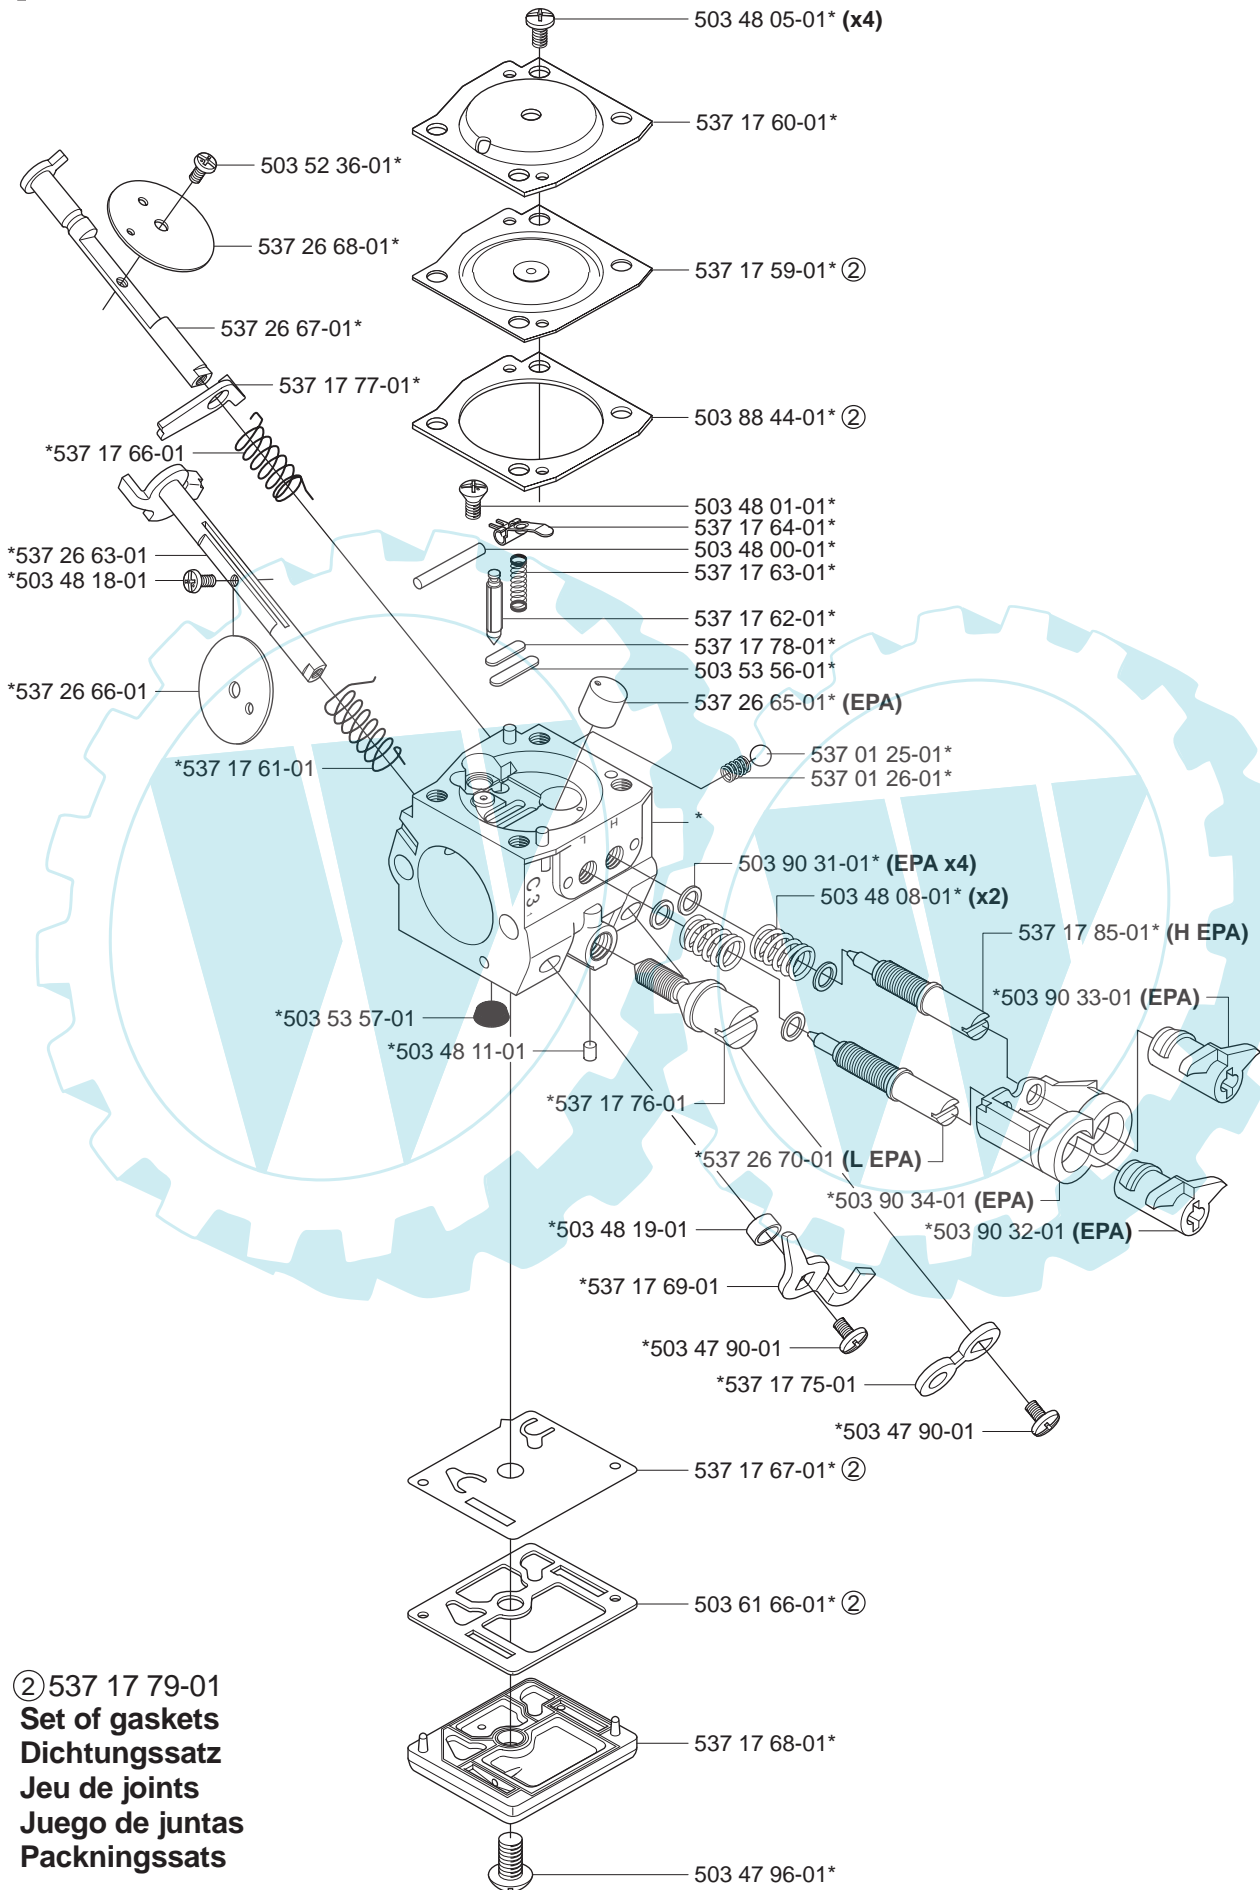 503 48 05-01* (x4)
537 17 60-01*
503 52 36-01*
537 26 68-01*
537 17 59-01* ②
537 26 67-01*
537 17 77-01*
503 88 44-01* ②
*537 17 66-01
503 48 01-01*
537 17 64-01*
*537 26 63-01
503 48 00-01*
*503 48 18-01
537 17 63-01*
537 17 62-01*
537 17 78-01*
503 53 56-01*
*537 26 66-01
537 26 65-01* (EPA)
537 01 25-01*
*537 17 61-01
537 01 26-01*
*
H
L
C3
503 90 31-01* (EPA x4)
503 48 08-01* (x2)
537 17 85-01* (H EPA)
*503 90 33-01 (EPA)
*503 53 57-01
*503 48 11-01
*537 17 76-01
*537 26 70-01 (L EPA)
*503 90 34-01 (EPA)
*503 48 19-01
*503 90 32-01 (EPA)
*537 17 69-01
*503 47 90-01
*537 17 75-01
*503 47 90-01
537 17 67-01* ②
503 61 66-01* ②
② 537 17 79-01
Set of gaskets
Dichtungssatz
Jeu de joints
Juego de juntas
Packningssats
537 17 68-01*
503 47 96-01*